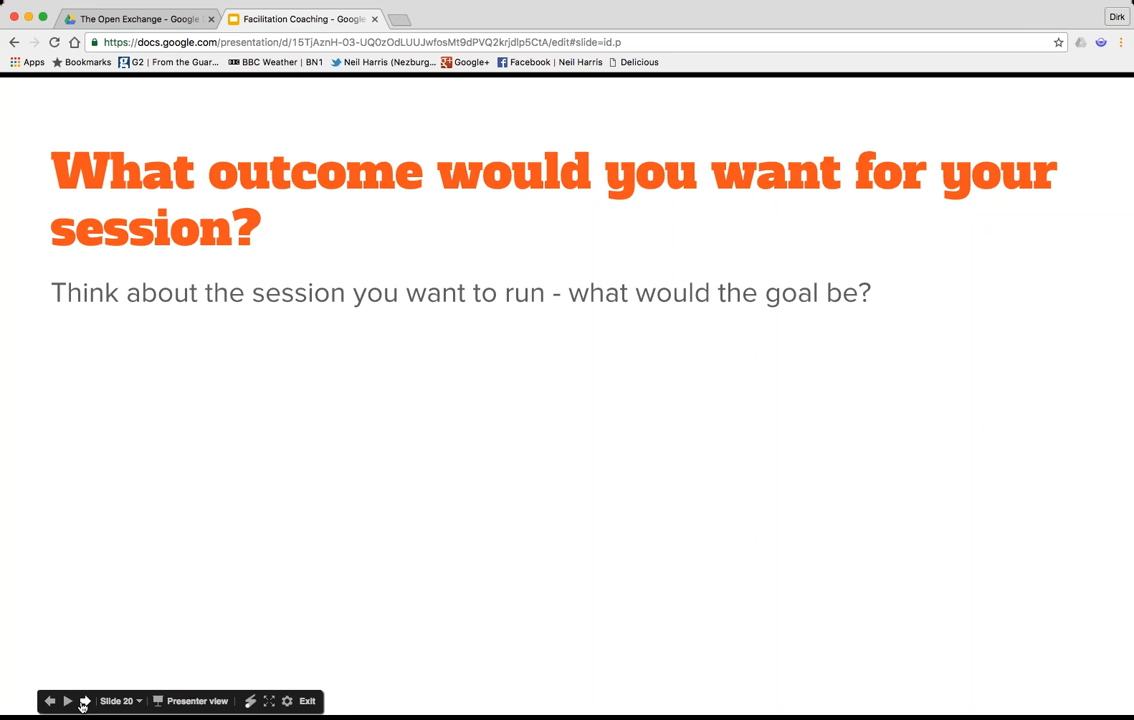 The Open Exchange - Google
Facilitation Coaching - Google
Dirk
https://docs.google.com/presentation/d/15TjAznH-03-UQ0zOdLUUJwfosMt9dPVQ2krjdlp5CtA/edit#slide=id.p
Apps Bookmarks G2 | From the Guar... BBC Weather | BN1 Neil Harris (Nezburg... Google+ Facebook | Neil Harris Delicious
What outcome would you want for your
session?
Think about the session you want to run - what would the goal be?
Slide 20 Presenter view Exit